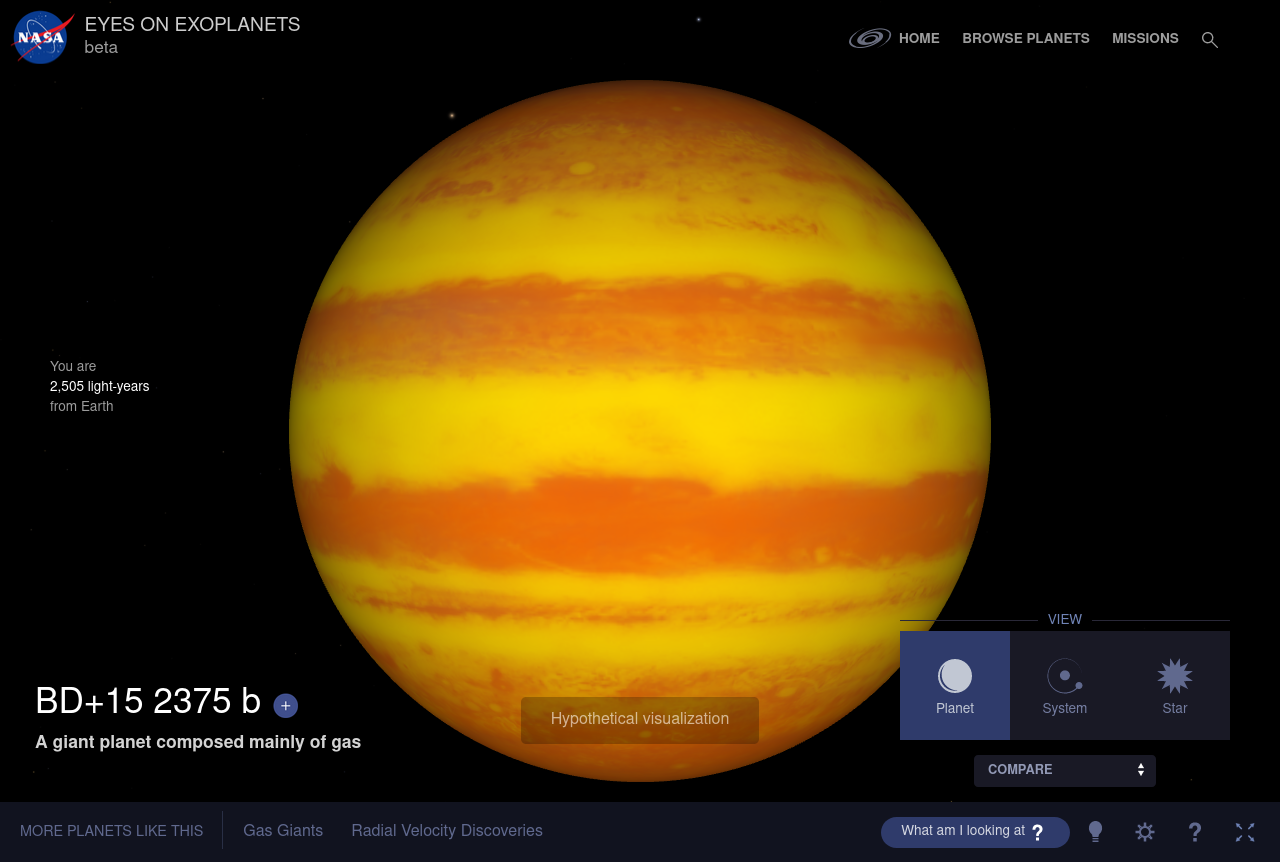 NASA
EYES ON EXOPLANETS
beta
HOME
BROWSE PLANETS
MISSIONS
You are
2,505 light-years
from Earth
VIEW
Planet
System
Star
BD+15 2375 b +
A giant planet composed mainly of gas
Hypothetical visualization
COMPARE
MORE PLANETS LIKE THIS
Gas Giants
Radial Velocity Discoveries
What am I looking at ?
?